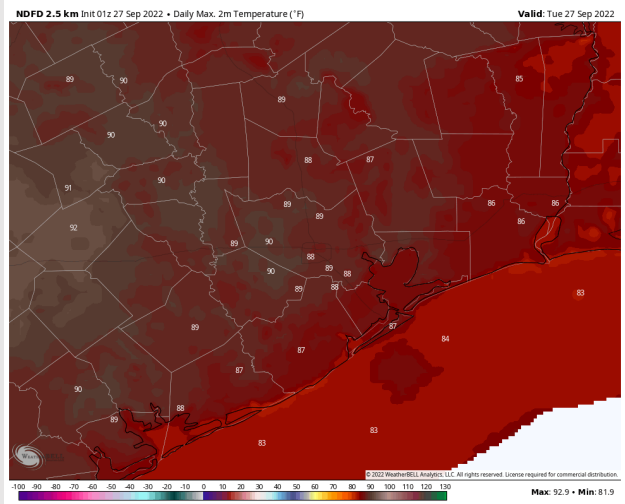 NDFD 2.5 km Init 01z 27 Sep 2022 • Daily Max. 2m Temperature (°F) Valid: Tue 27 Sep 2022
89 90 85
89
90 90
88 87
90
91
89 86 86
89 86
92
89 90
88
90 89 88
89 88
83
89 87
84
87
87
90
88
89
83
83
© 2022 WeatherBELL Analytics, LLC. All rights reserved. License required for commercial distribution.
-100 -90 -80 -70 -60 -50 -40 -30 -20 -10 0 10 20 30 40 50 60 70 80 90 100 110 120 130
Max: 92.9 • Min: 81.9